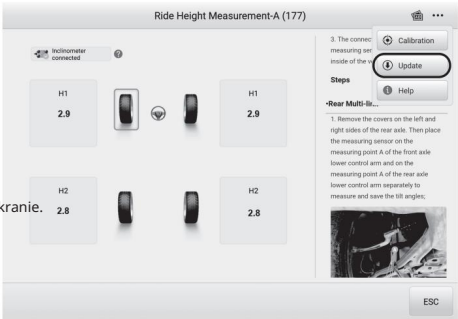 Ride Height Measurement-A (177)
Inclinometer
connected
H1
2.9
H1
2.9
H2
2.8
H2
2.8
kranie.
3. The connec
measuring sen
inside of the v
Steps
•Rear Multi-lin
1. Remove the covers on the left and
right sides of the rear axle. Then place
the measuring sensor on the
measuring point A of the front axle
lower control arm and on the
measuring point A of the rear axle
lower control arm separately to
measure and save the tilt angles;
Calibration
Update
Help
ESC